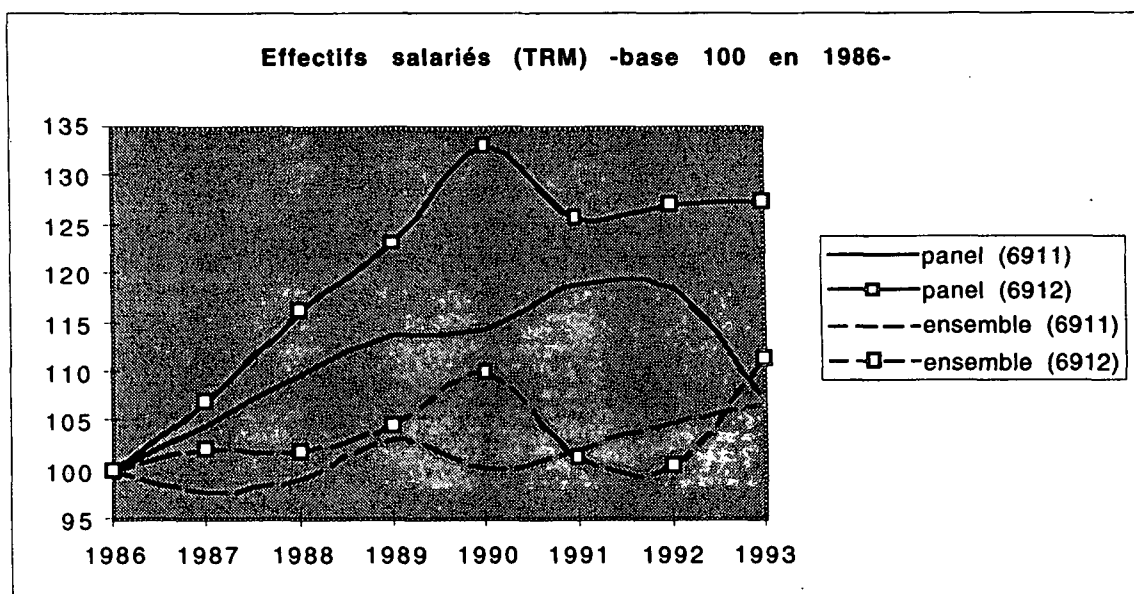 Effectifs salariés (TRM) -base 100 en 1986-
135
130
125
120
115
110
105
100
95
1986 1987 1988 1989 1990 1991 1992 1993
panel (6911)
panel (6912)
ensemble (6911)
ensemble (6912)